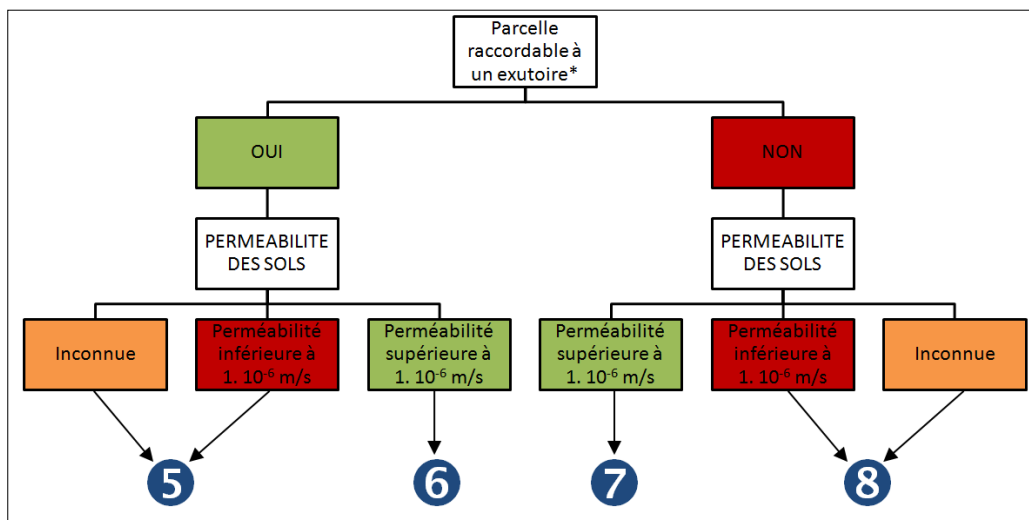 Parcelle
raccordable à
un exutoire*
OUI
NON
PERMEABILITE
DES SOLS
PERMEABILITE
DES SOLS
Inconnue
Perméabilité
inférieure à
1. 10⁻⁶ m/s
Perméabilité
supérieure à
1. 10⁻⁶ m/s
Perméabilité
supérieure à
1. 10⁻⁶ m/s
Perméabilité
inférieure à
1. 10⁻⁶ m/s
Inconnue
5
6
7
8